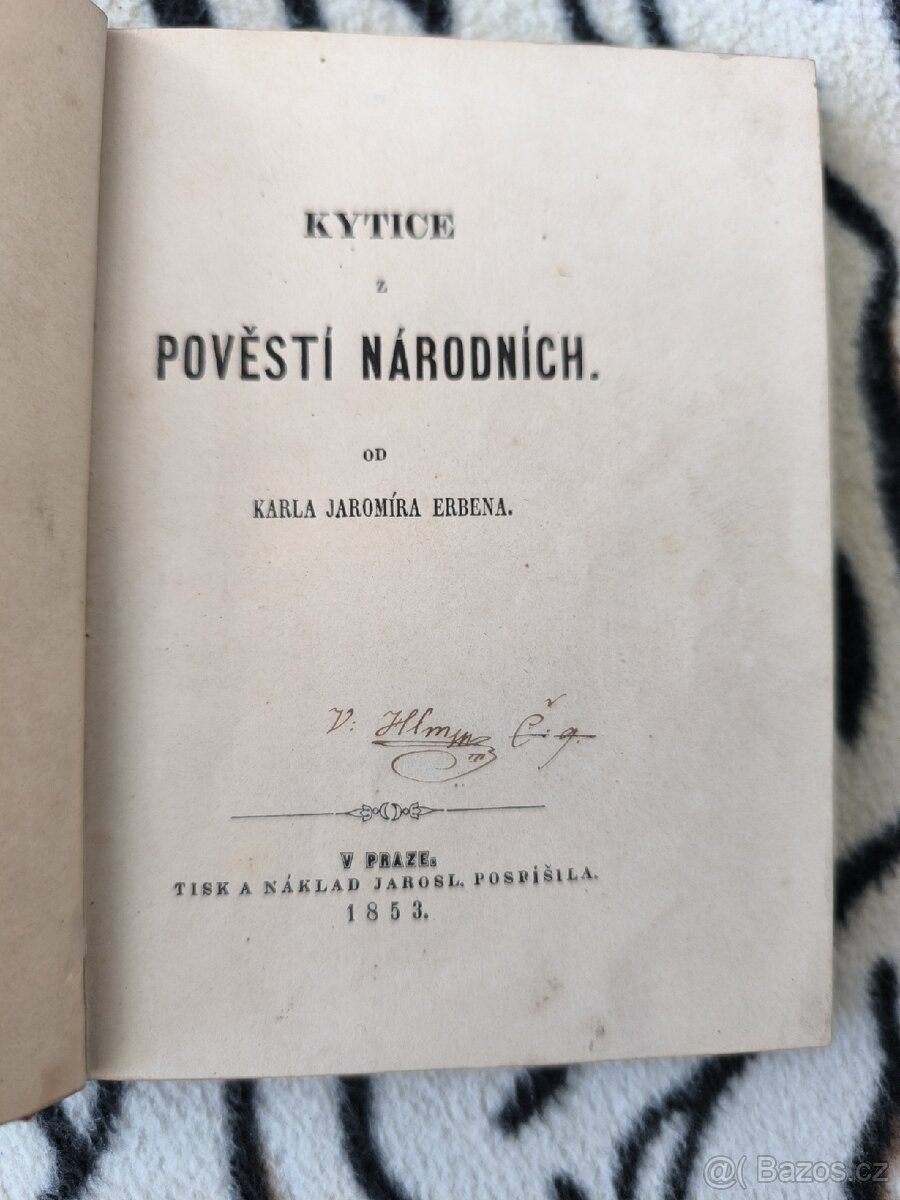 KYTICE
z
POVĚSTÍ NÁRODNÍCH.
OD
KARLA JAROMÍRA ERBENA.
V:
V PRAZE.
TISK A NÁKLAD JAROSL. POSPÍŠILA.
1853.
@( Bazos.cz